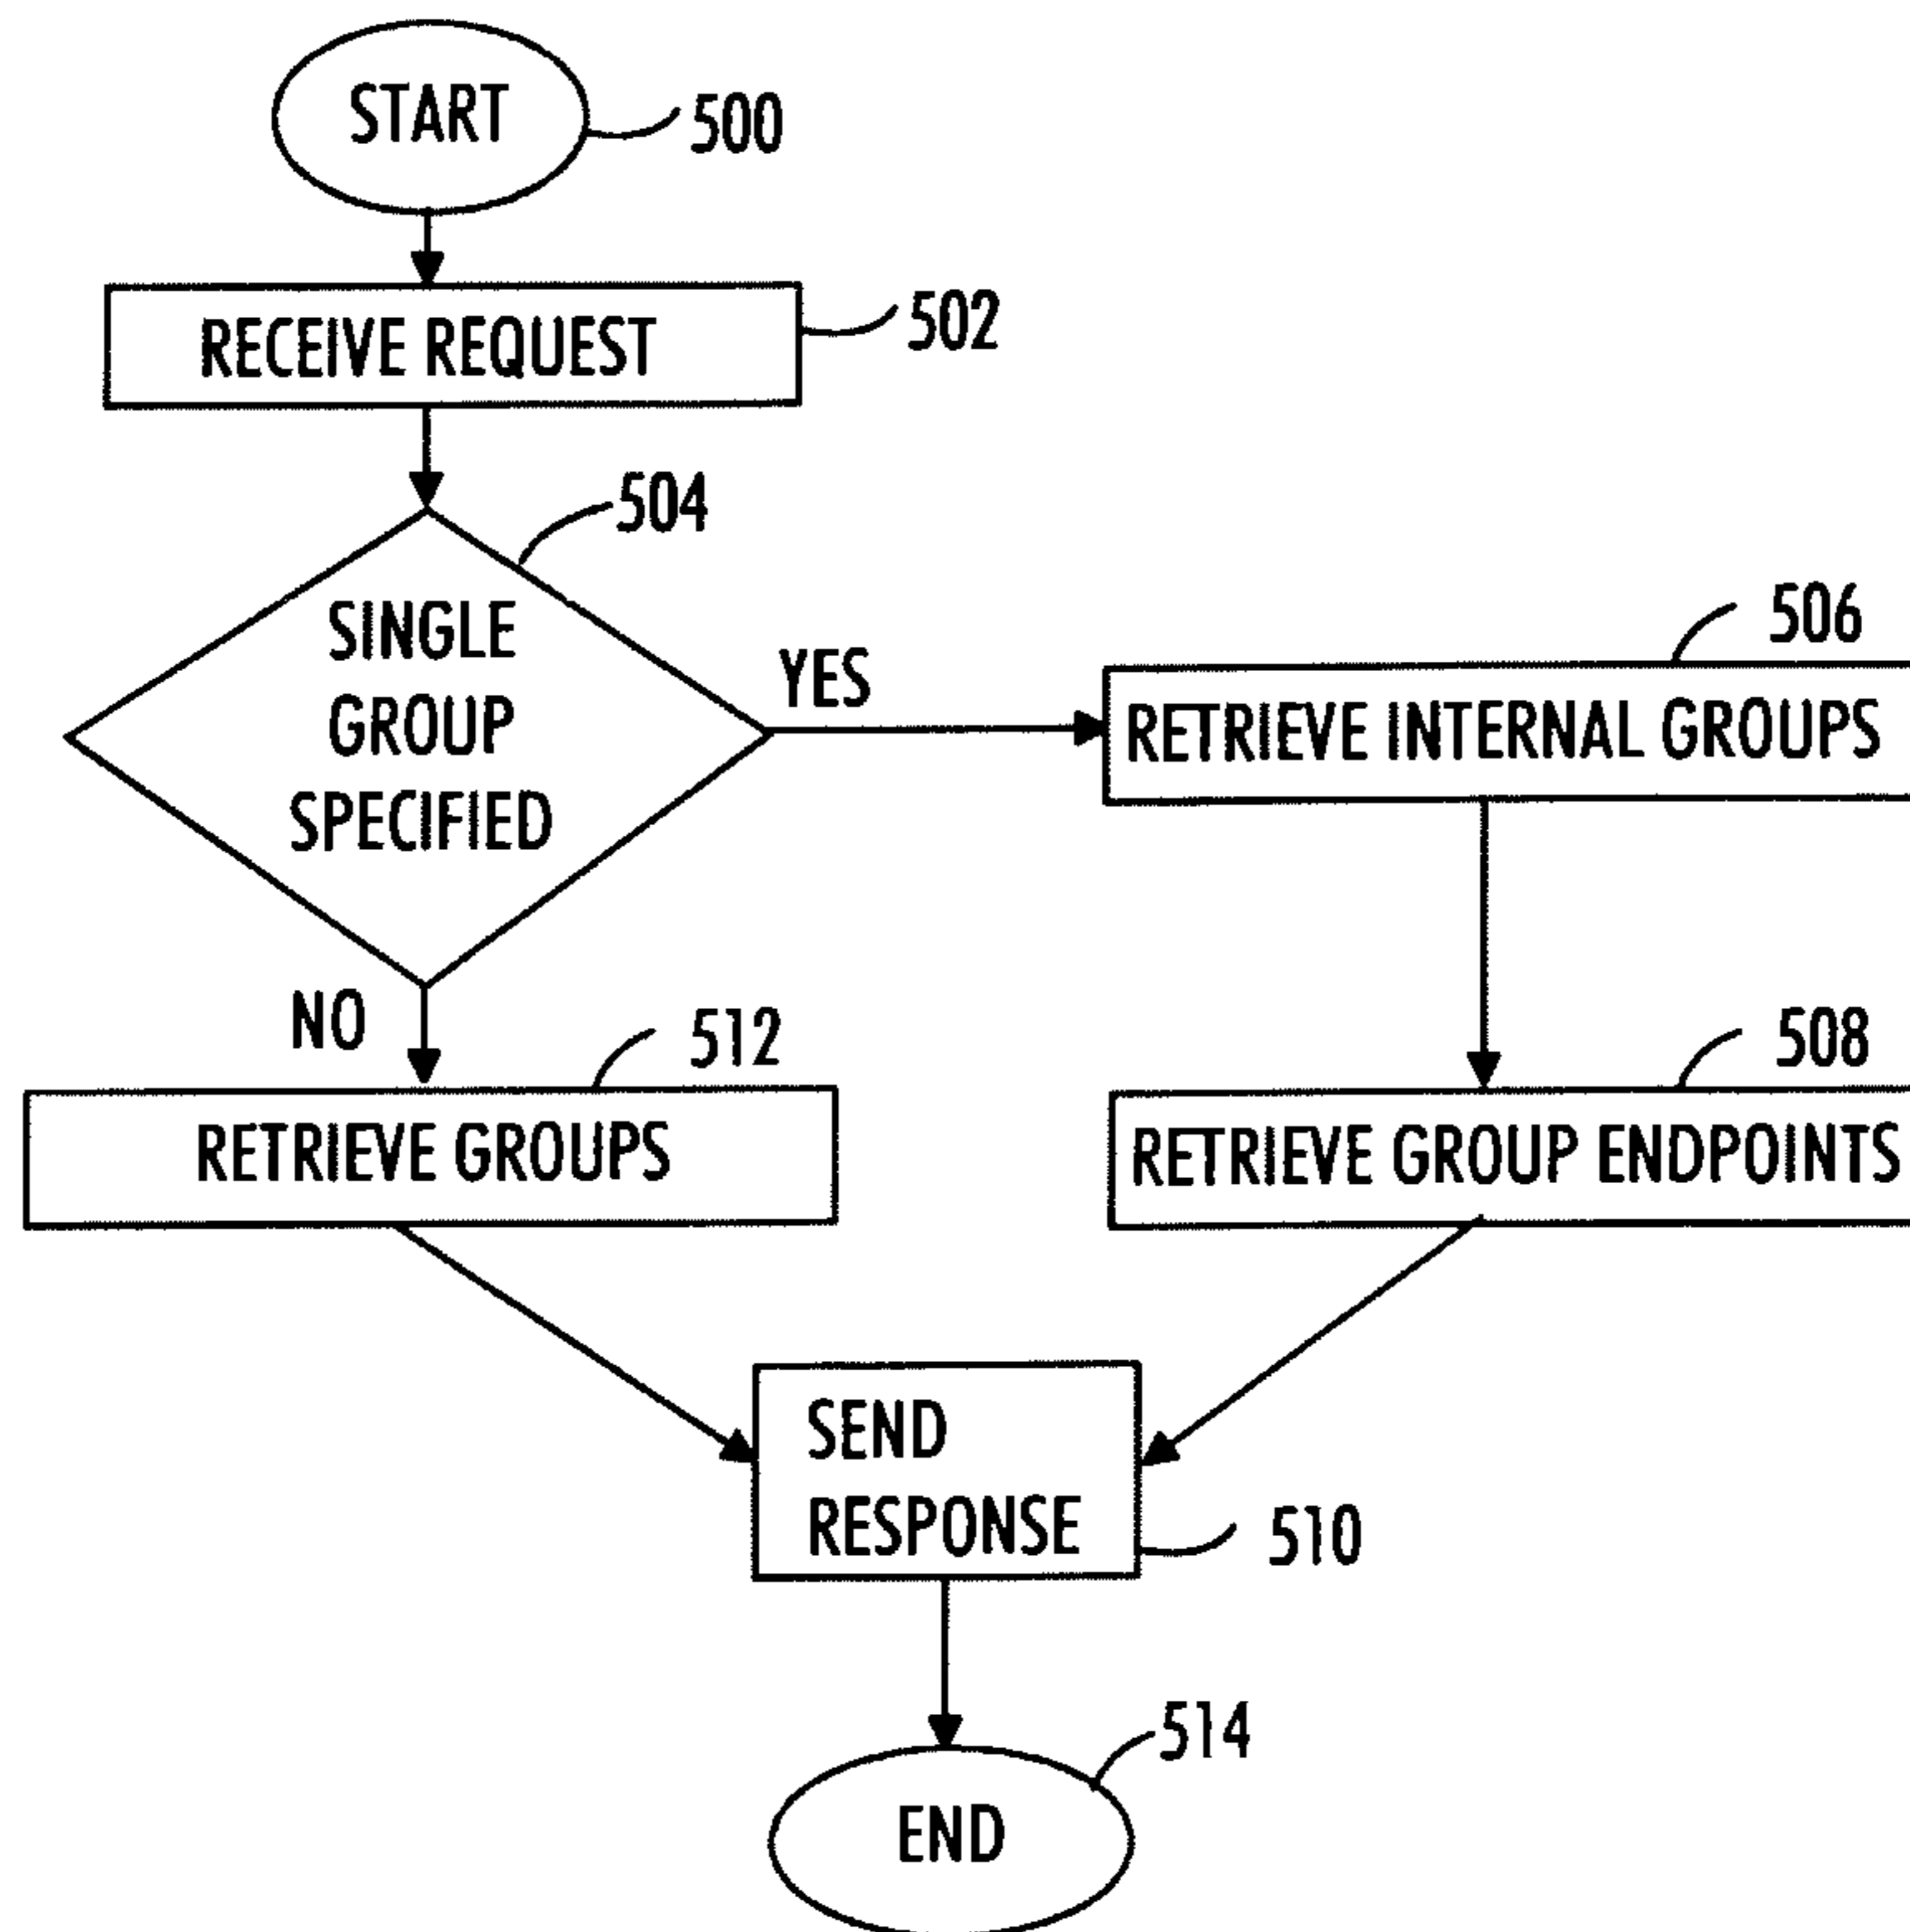 START
500
RECEIVE REQUEST
502
504
SINGLE
GROUP
SPECIFIED
YES
506
RETRIEVE INTERNAL GROUPS
NO
512
RETRIEVE GROUPS
508
RETRIEVE GROUP ENDPOINTS
SEND
RESPONSE
510
514
END